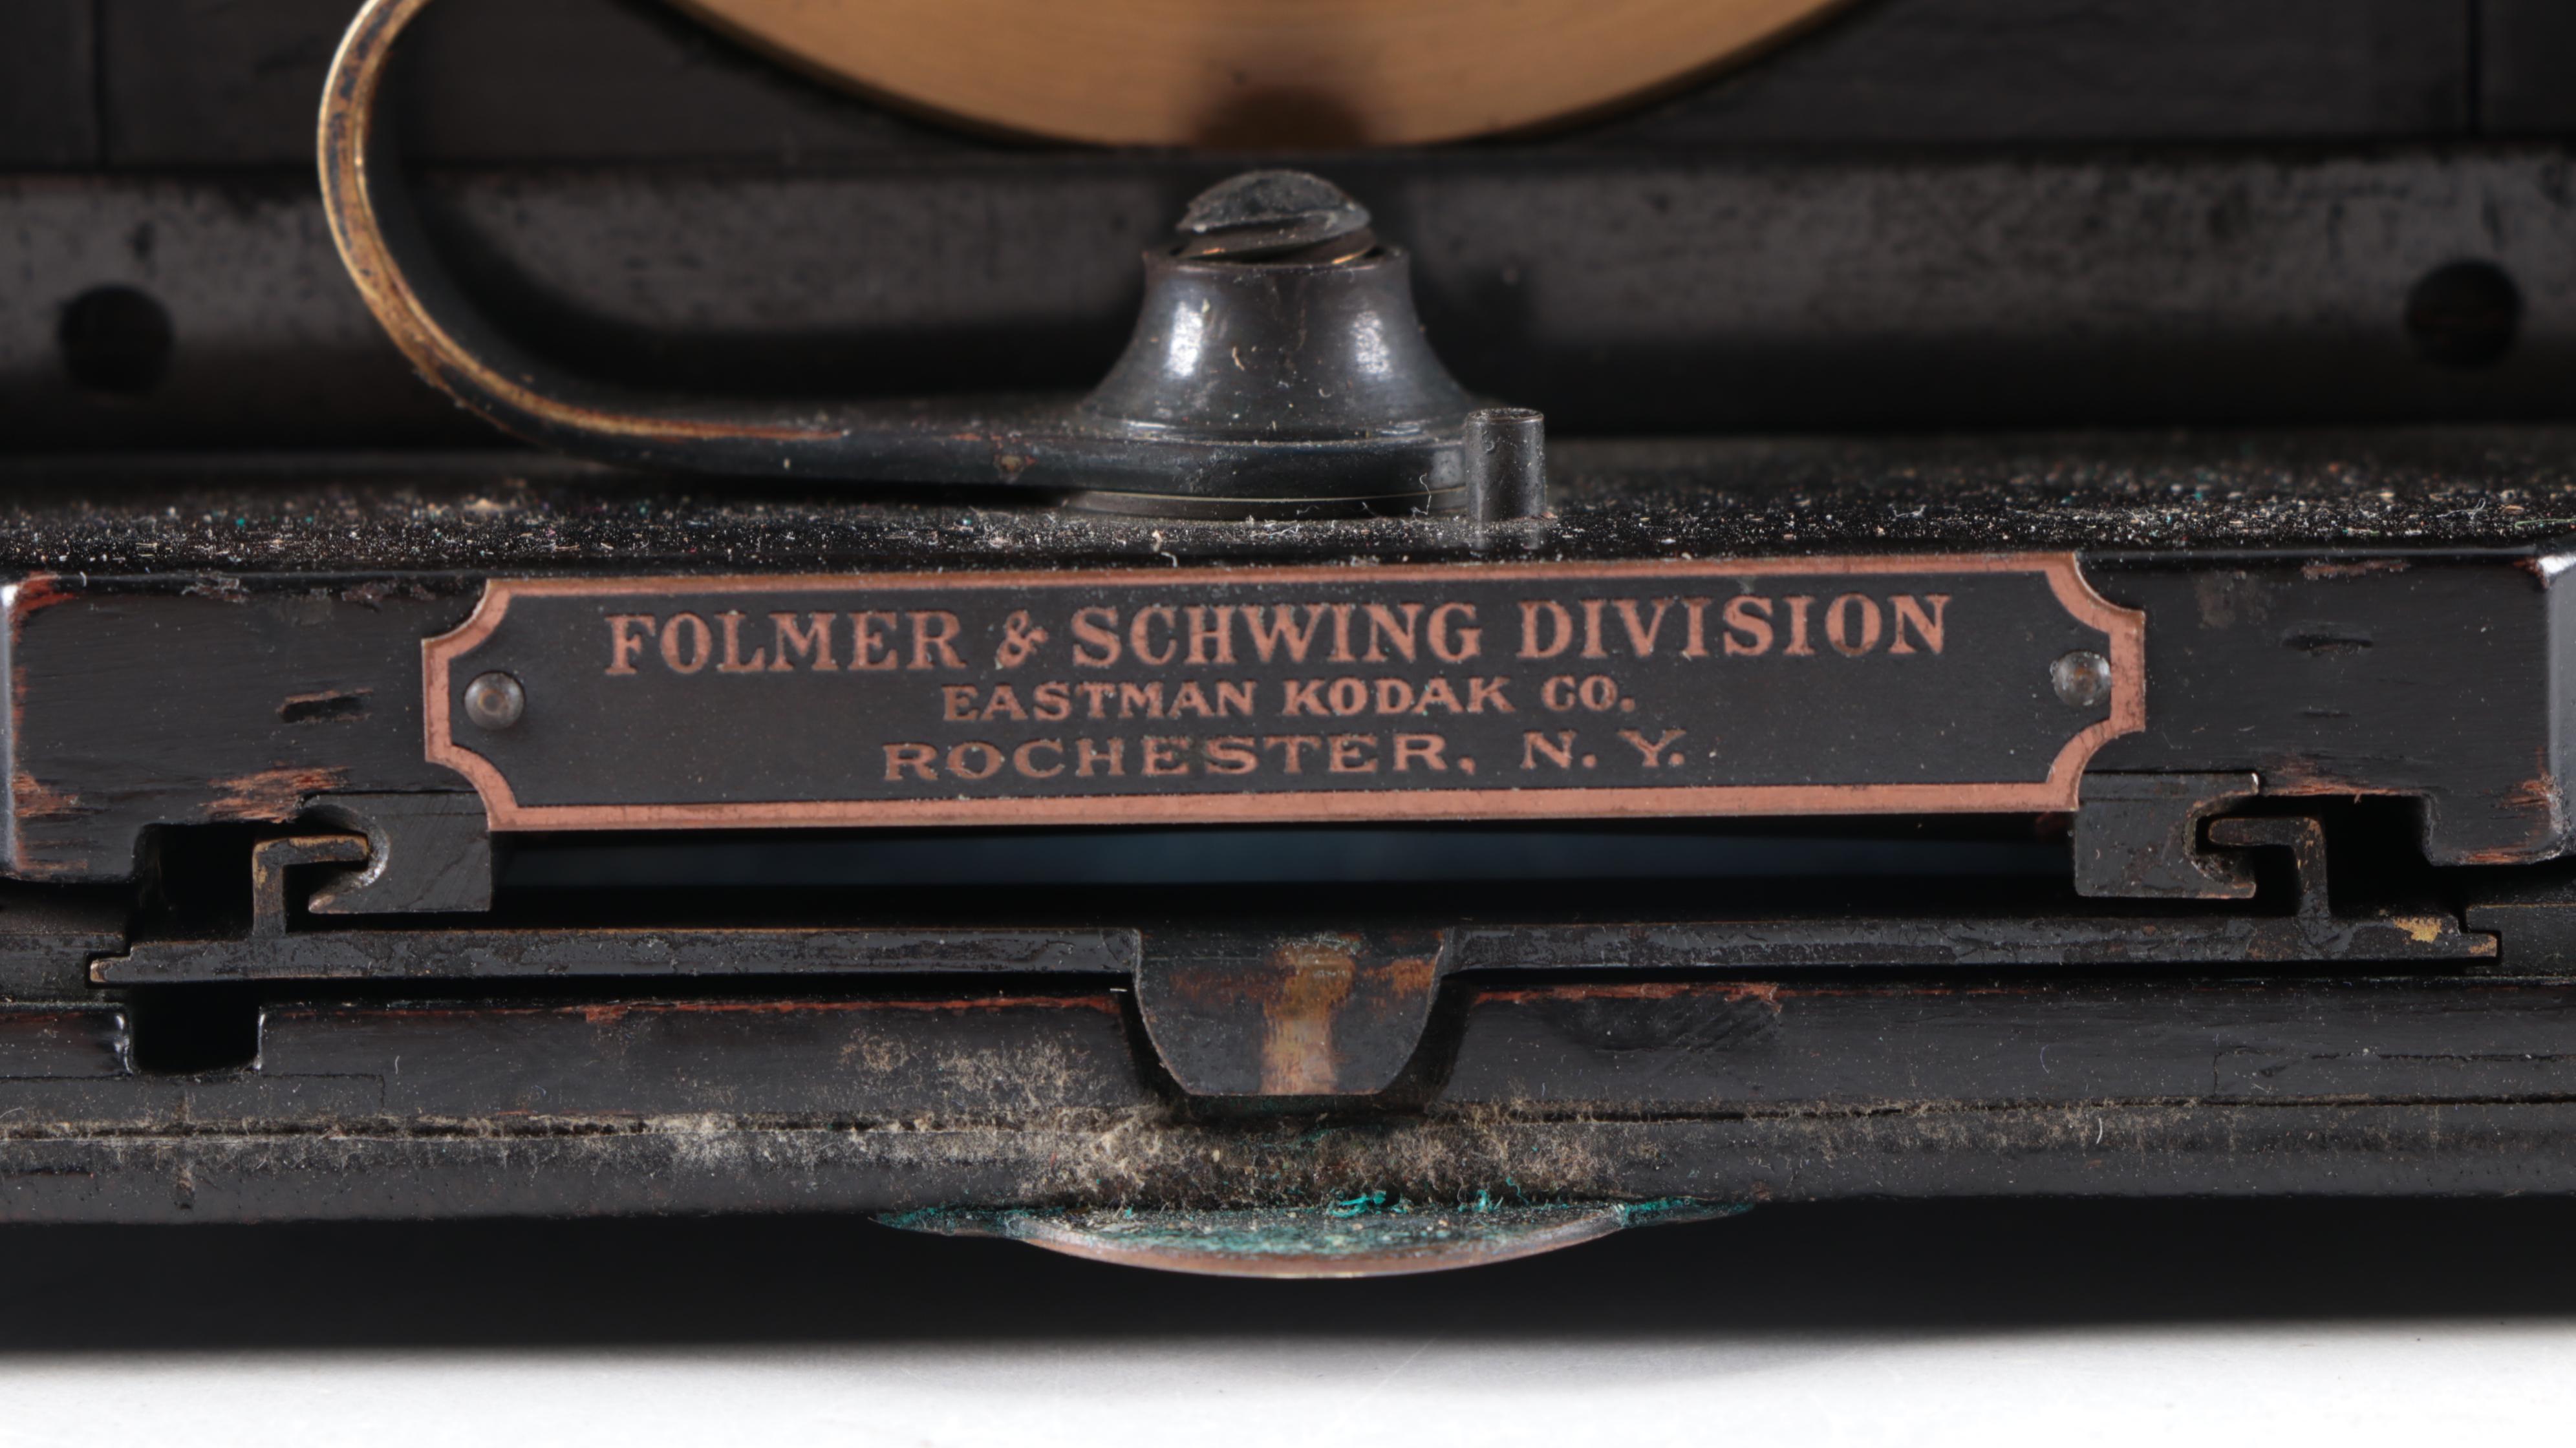 FOLMER & SCHWING DIVISION
EASTMAN KODAK CO.
ROCHESTER, N. Y.